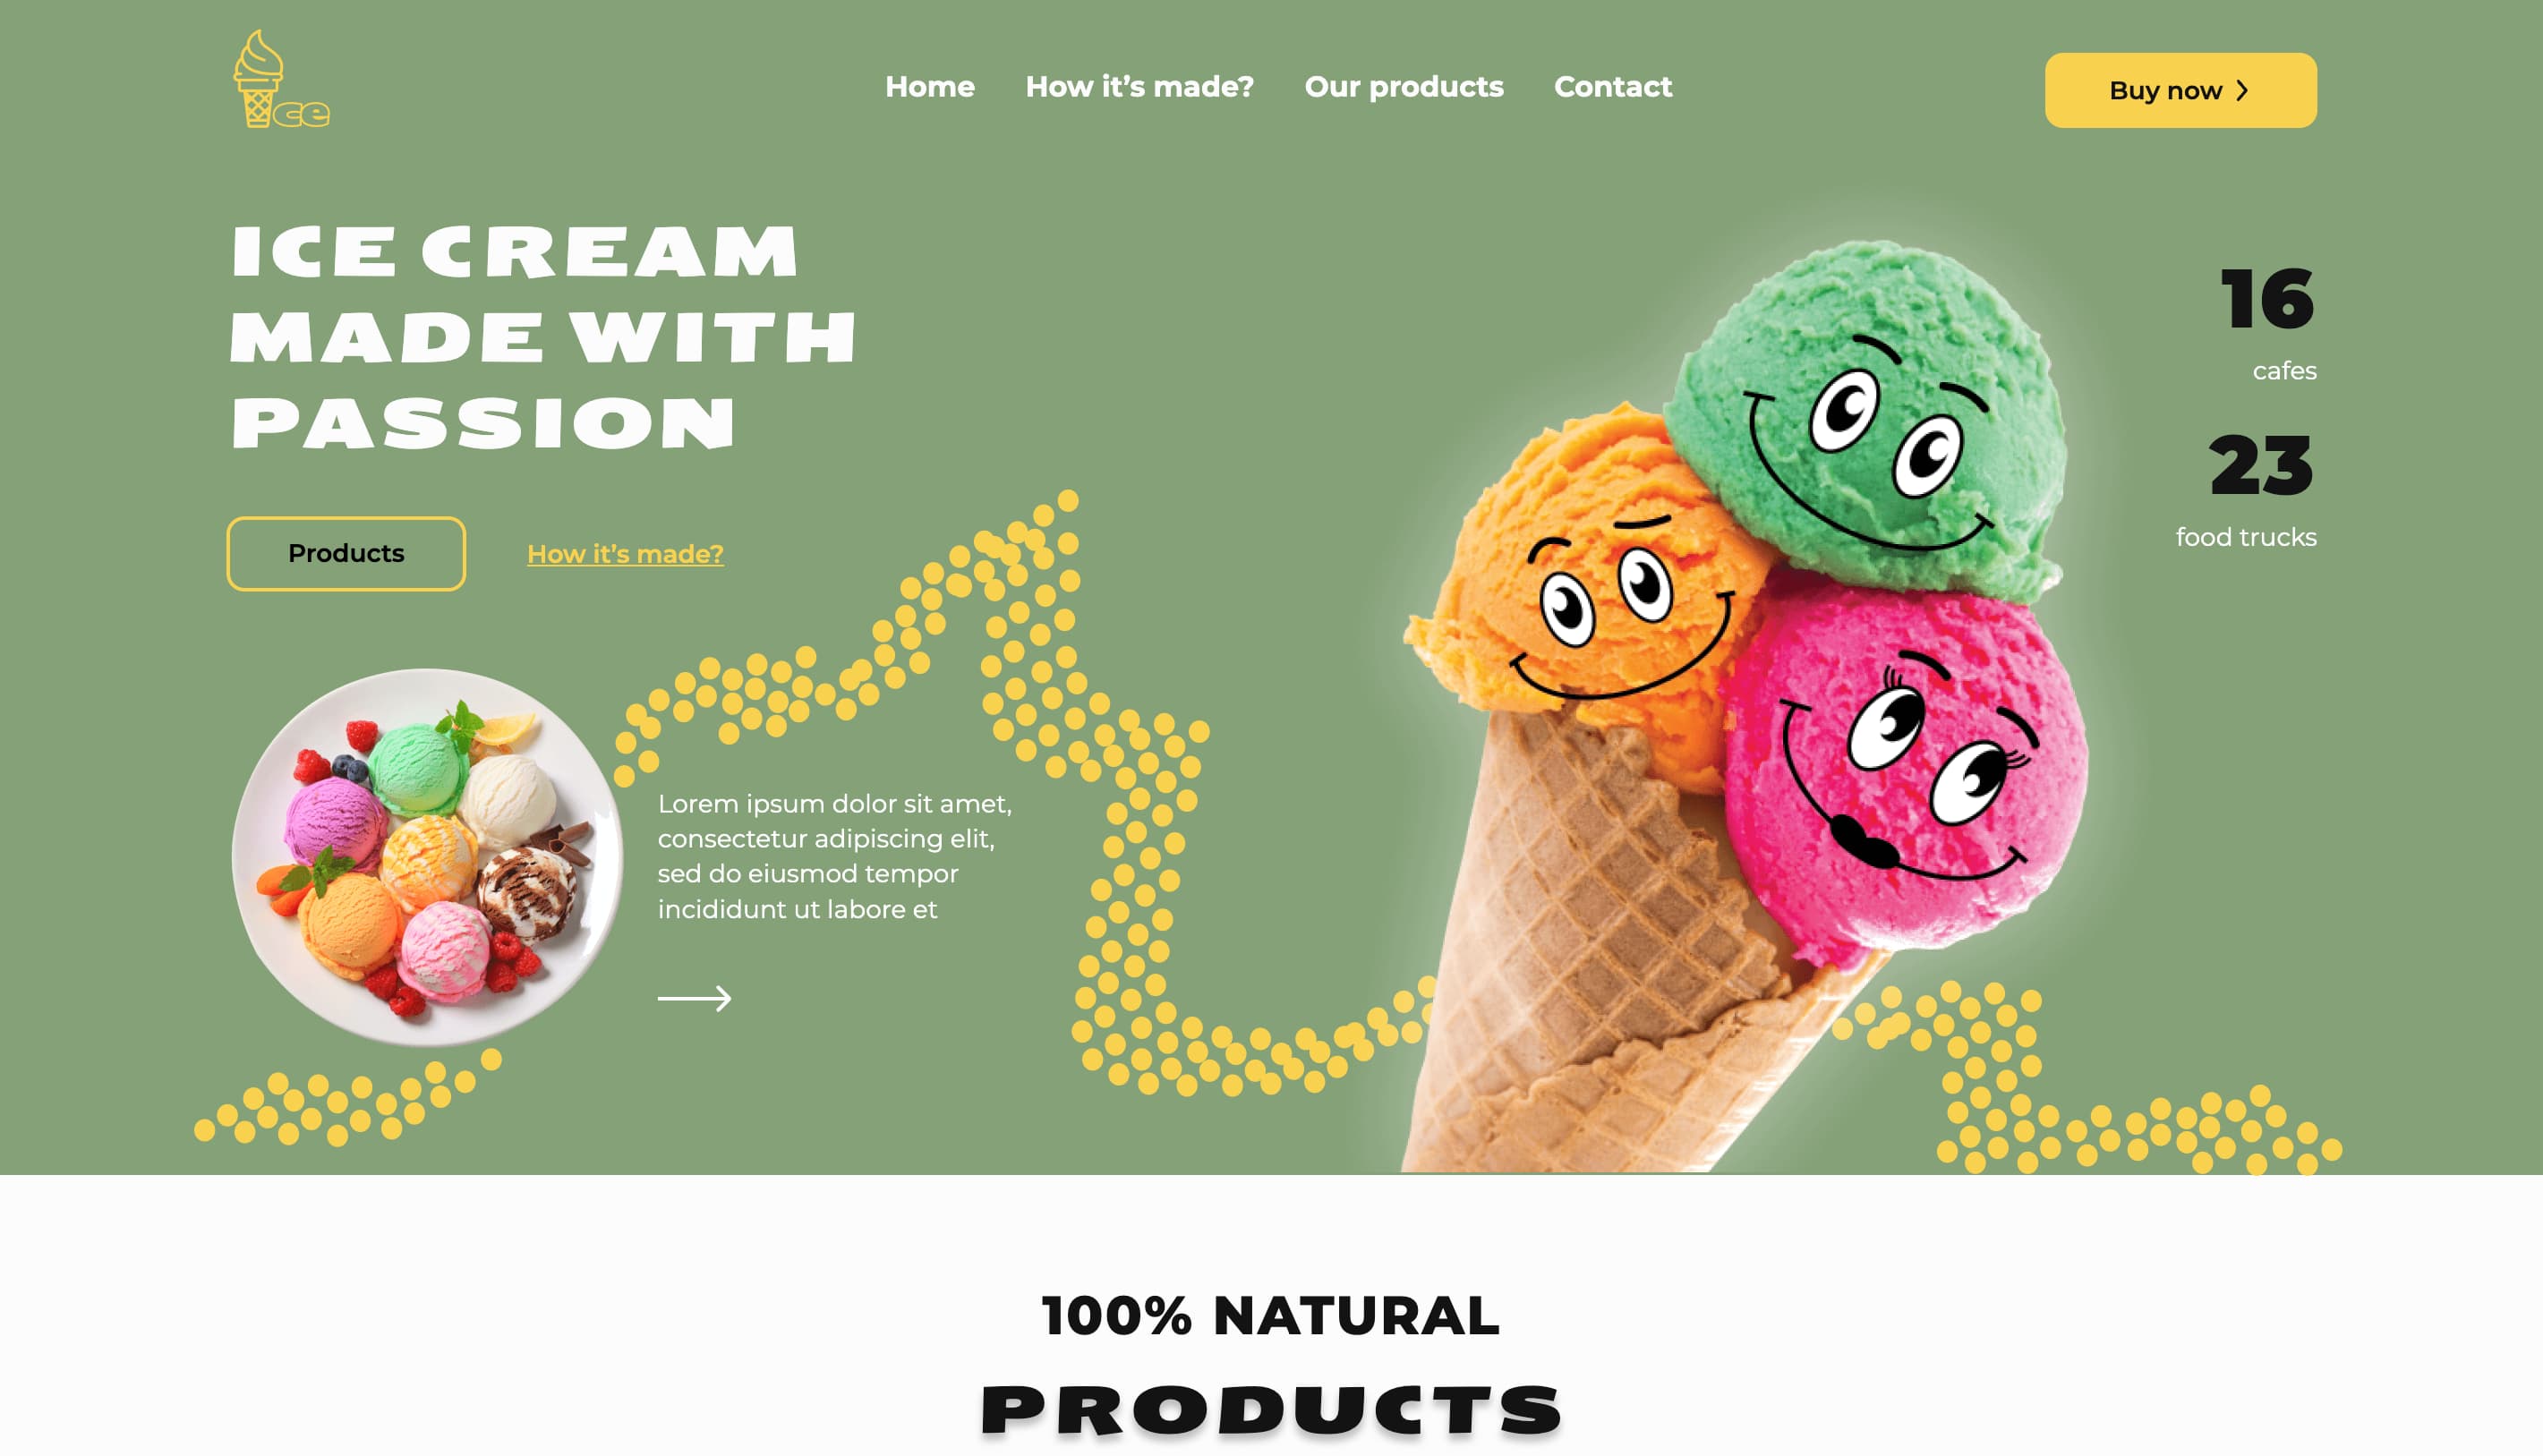 ce
Home
How it’s made?
Our products
Contact
Buy now
ICE CREAM
MADE WITH
PASSION
16
cafes
23
food trucks
Products
How it’s made?
Lorem ipsum dolor sit amet,
consectetur adipiscing elit,
sed do eiusmod tempor
incididunt ut labore et
100% NATURAL
PRODUCTS